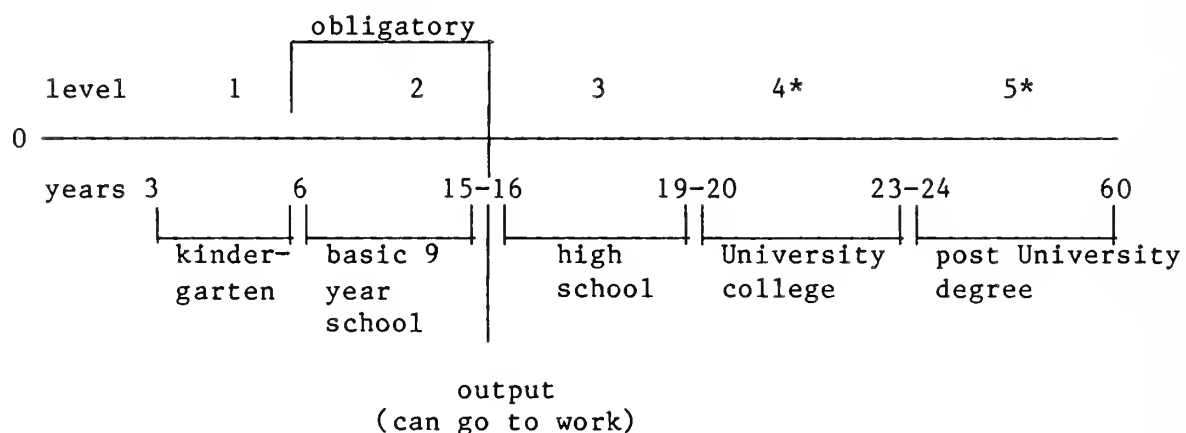 obligatory
level 1 2 3 4* 5*
0
years 3 6 15-16 19-20 23-24 60
kinder- basic 9 high University post University
garten year school college degree
school
output
(can go to work)